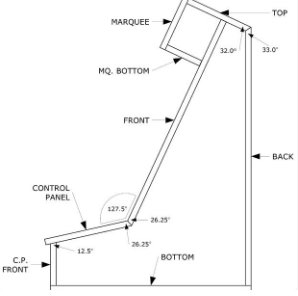 MARQUEE
TOP
32.0°
33.0°
MQ. BOTTOM
FRONT
BACK
CONTROL
PANEL
127.5°
26.25°
12.5°
26.25°
C.P.
FRONT
BOTTOM